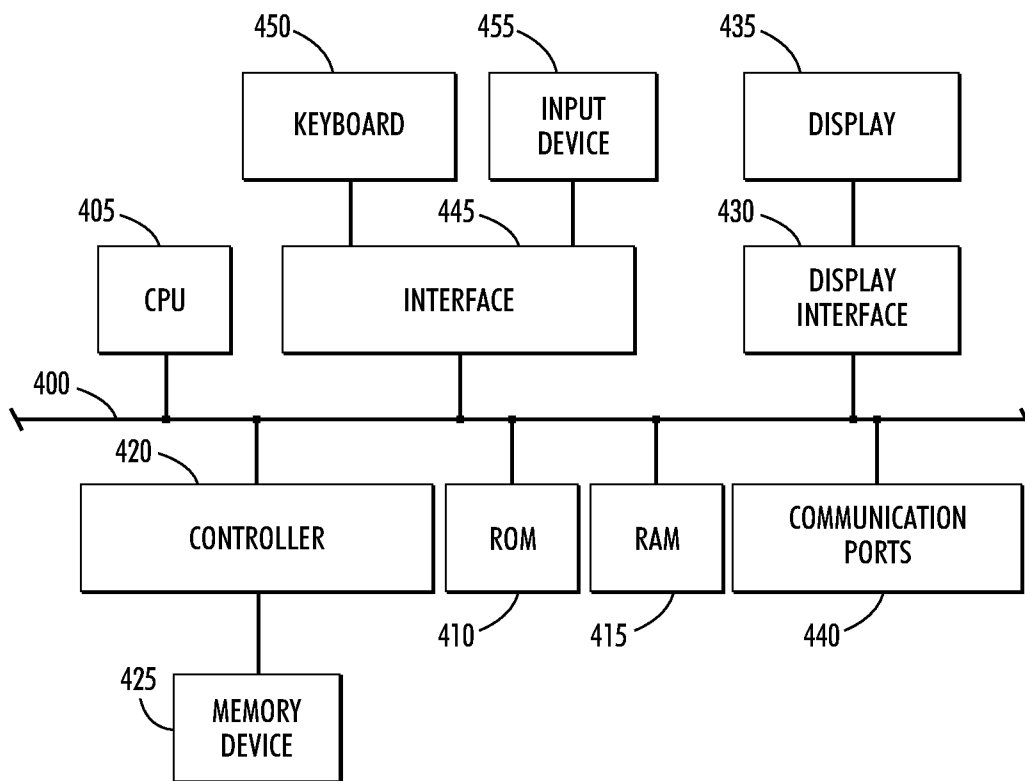 450
455
435
KEYBOARD
INPUT
DEVICE
DISPLAY
405
445
430
CPU
INTERFACE
DISPLAY
INTERFACE
400
420
CONTROLLER
ROM
RAM
COMMUNICATION
PORTS
410
415
440
425
MEMORY
DEVICE